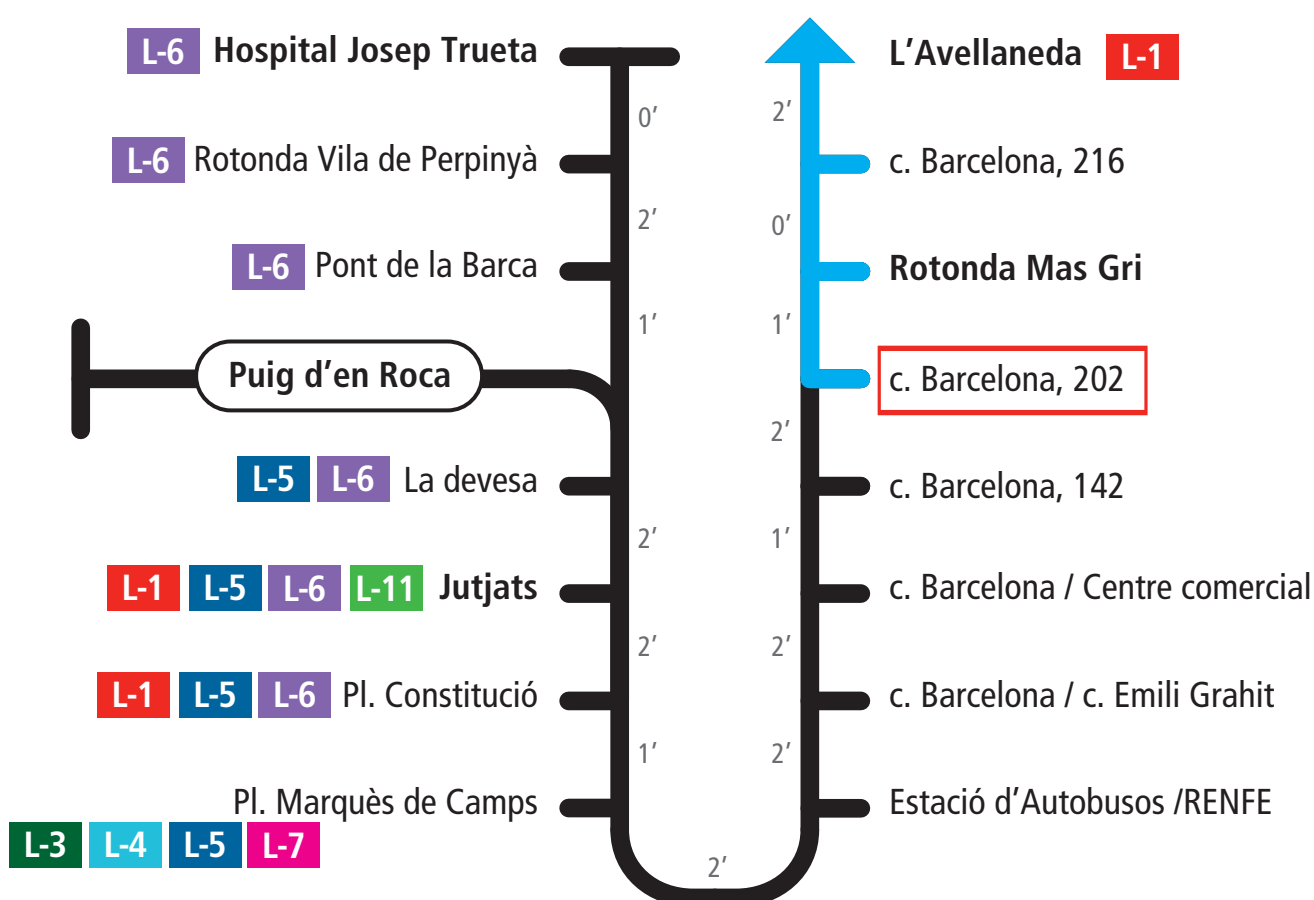 L-6 Hospital Josep Trueta
0’
L-6 Rotonda Vila de Perpinyà
2’
L-6 Pont de la Barca
1’
Puig d’en Roca
L-5 L-6 La devesa
2’
L-1 L-5 L-6 L-11 Jutjats
2’
L-1 L-5 L-6 Pl. Constitució
1’
Pl. Marquès de Camps
L-3 L-4 L-5 L-7
2’
Estació d’Autobusos /RENFE
2’
c. Barcelona / c. Emili Grahit
2’
c. Barcelona / Centre comercial
1’
c. Barcelona, 142
2’
c. Barcelona, 202
1’
Rotonda Mas Gri
0’
c. Barcelona, 216
2’
L’Avellaneda L-1